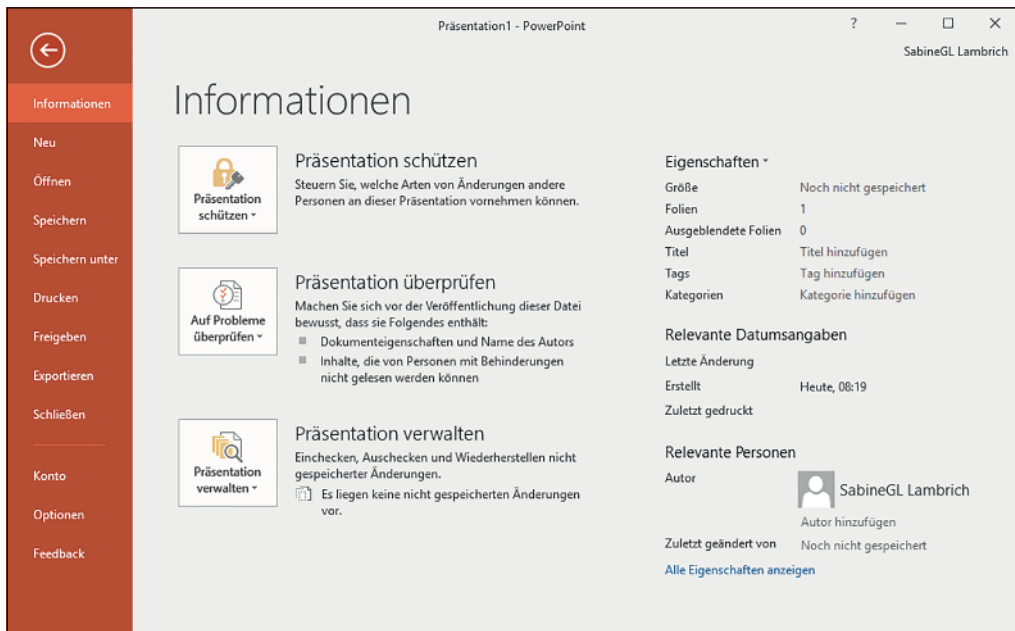 Präsentation1 - PowerPoint
?
SabineGL Lambrich
Informationen
Neu
Öffnen
Speichern
Speichern unter
Drucken
Freigeben
Exportieren
Schließen
Konto
Optionen
Feedback
Informationen
Präsentation
schützen
Präsentation schützen
Steuern Sie, welche Arten von Änderungen andere
Personen an dieser Präsentation vornehmen können.
Auf Probleme
überprüfen
Präsentation überprüfen
Machen Sie sich vor der Veröffentlichung dieser Datei
bewusst, dass sie Folgendes enthält:
Dokumenteigenschaften und Name des Autors
Inhalte, die von Personen mit Behinderungen
nicht gelesen werden können
Präsentation
verwalten
Präsentation verwalten
Einchecken, Auschecken und Wiederherstellen nicht
gespeicherter Änderungen.
Es liegen keine nicht gespeicherten Änderungen
vor.
Eigenschaften
Größe Noch nicht gespeichert
Folien 1
Ausgeblendete Folien 0
Titel Titel hinzufügen
Tags Tag hinzufügen
Kategorien Kategorie hinzufügen
Relevante Datumsangaben
Letzte Änderung
Erstellt Heute, 08:19
Zuletzt gedruckt
Relevante Personen
Autor SabineGL Lambrich
Autor hinzufügen
Zuletzt geändert von Noch nicht gespeichert
Alle Eigenschaften anzeigen